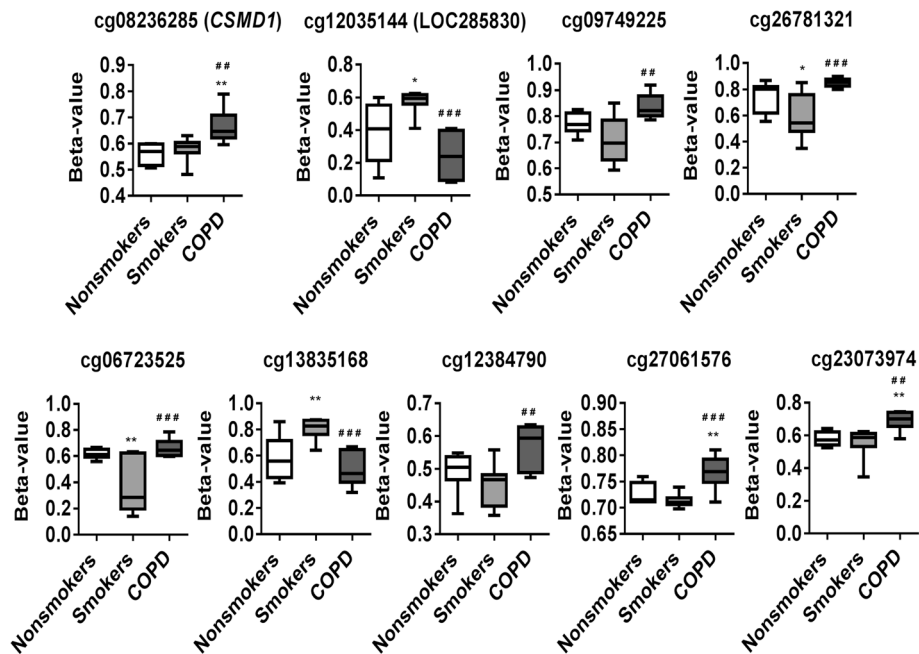 cg08236285 (CSMD1)
cg12035144 (LOC285830)
cg09749225
cg26781321
Beta-value
0.9
0.8
0.7
0.6
0.5
0.4
##
**
Nonsmokers
Smokers
COPD
Beta-value
0.8
0.6
0.4
0.2
0.0
*
###
Nonsmokers
Smokers
COPD
Beta-value
1.0
0.9
0.8
0.7
0.6
0.5
##
Nonsmokers
Smokers
COPD
Beta-value
1.0
0.8
0.6
0.4
0.2
0.0
*
###
Nonsmokers
Smokers
COPD
cg06723525
cg13835168
cg12384790
cg27061576
cg23073974
Beta-value
1.0
0.8
0.6
0.4
0.2
0.0
**
###
Nonsmokers
Smokers
COPD
Beta-value
1.0
0.8
0.6
0.4
0.2
0.0
**
###
Nonsmokers
Smokers
COPD
Beta-value
0.7
0.6
0.5
0.4
0.3
##
Nonsmokers
Smokers
COPD
Beta-value
0.90
0.85
0.80
0.75
0.70
0.65
###
**
Nonsmokers
Smokers
COPD
Beta-value
0.8
0.6
0.4
0.2
0.0
##
**
Nonsmokers
Smokers
COPD